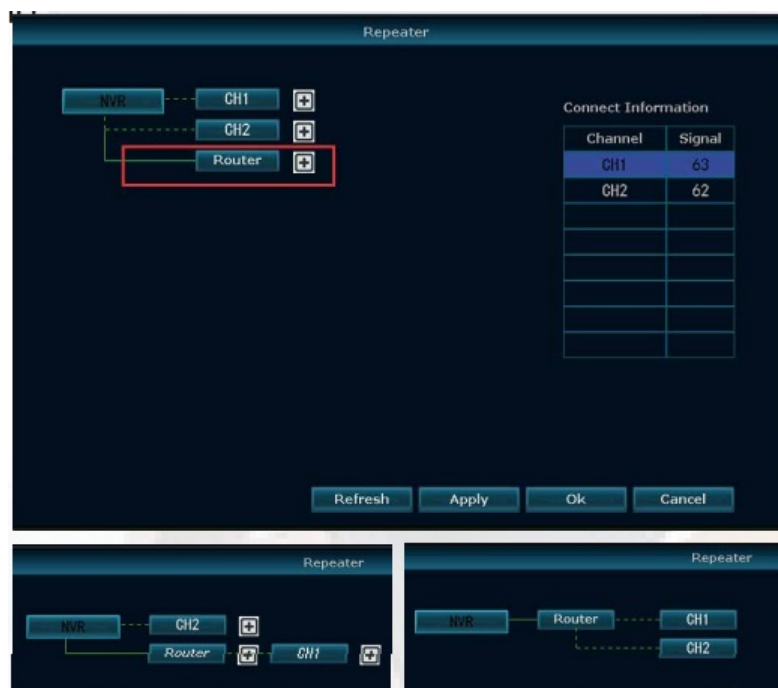 Repeater
NVR CH1
CH2
Router
Connect Information
Channel Signal
CH1 63
CH2 62
Refresh Apply Ok Cancel
Repeater
NVR CH2
Router CH1
Repeater
NVR Router CH1
CH2